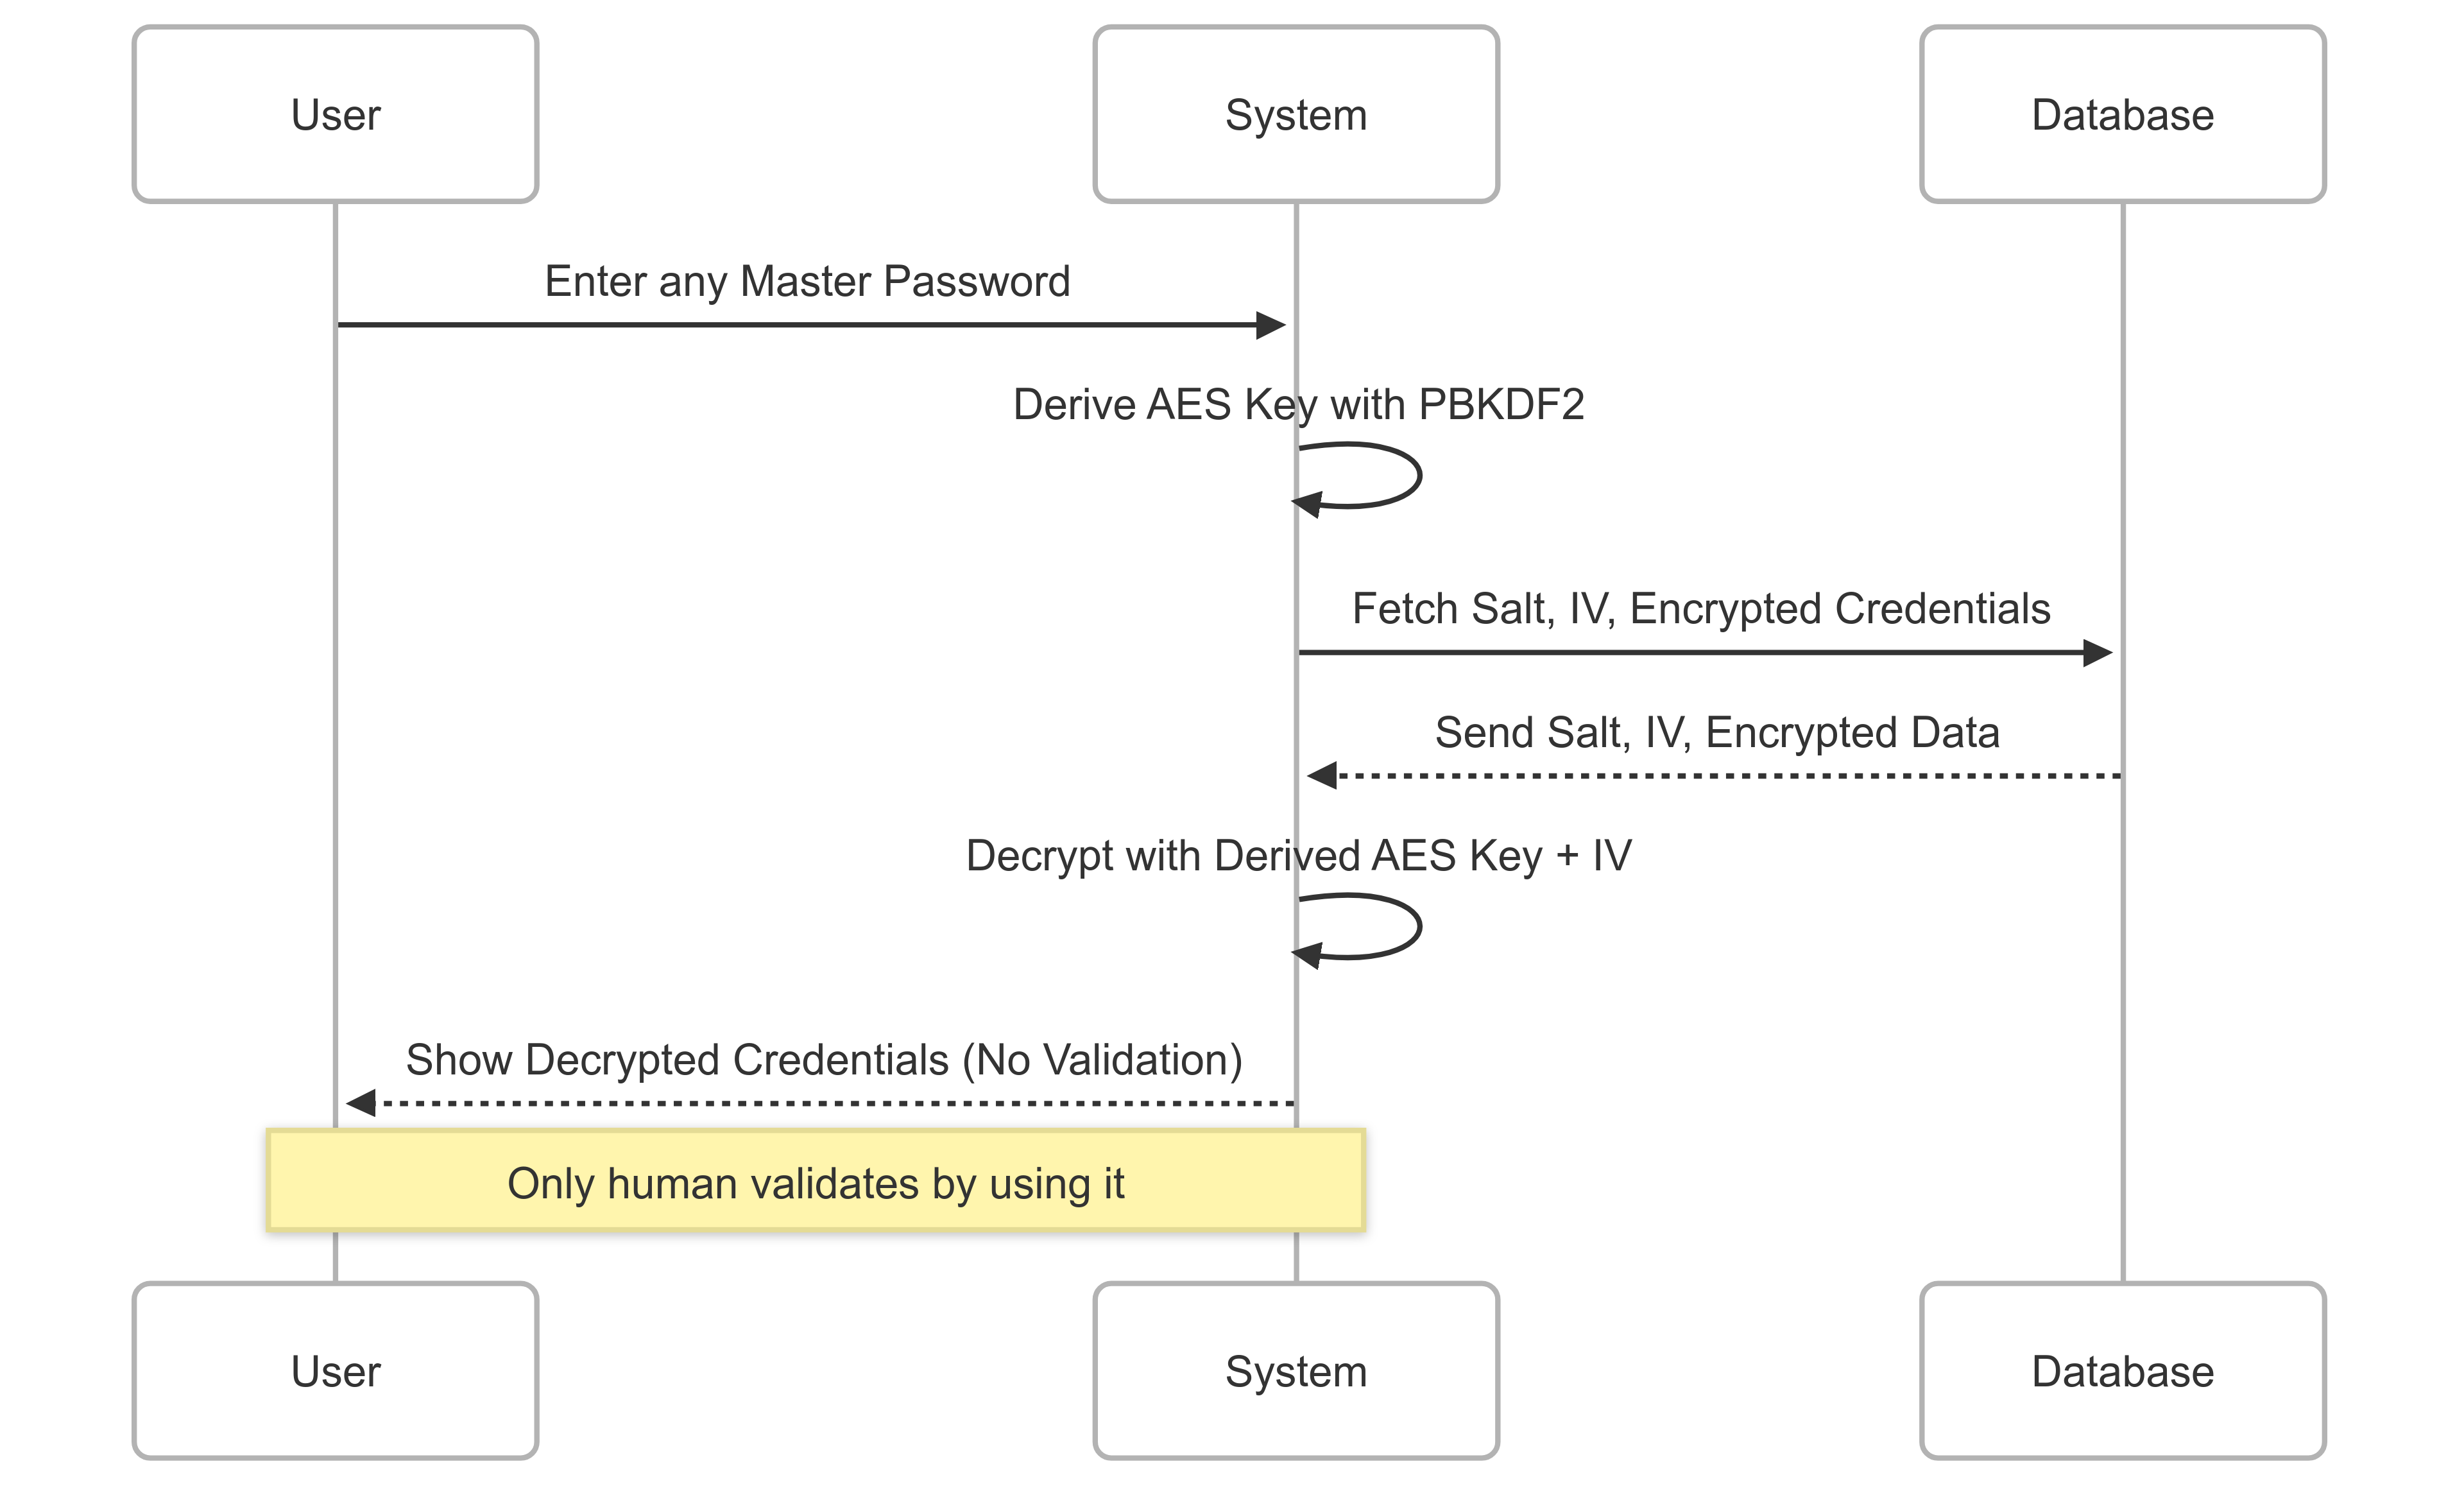 User
System
Database
Enter any Master Password
Derive AES Key with PBKDF2
Fetch Salt, IV, Encrypted Credentials
Send Salt, IV, Encrypted Data
Decrypt with Derived AES Key + IV
Show Decrypted Credentials (No Validation)
Only human validates by using it
User
System
Database